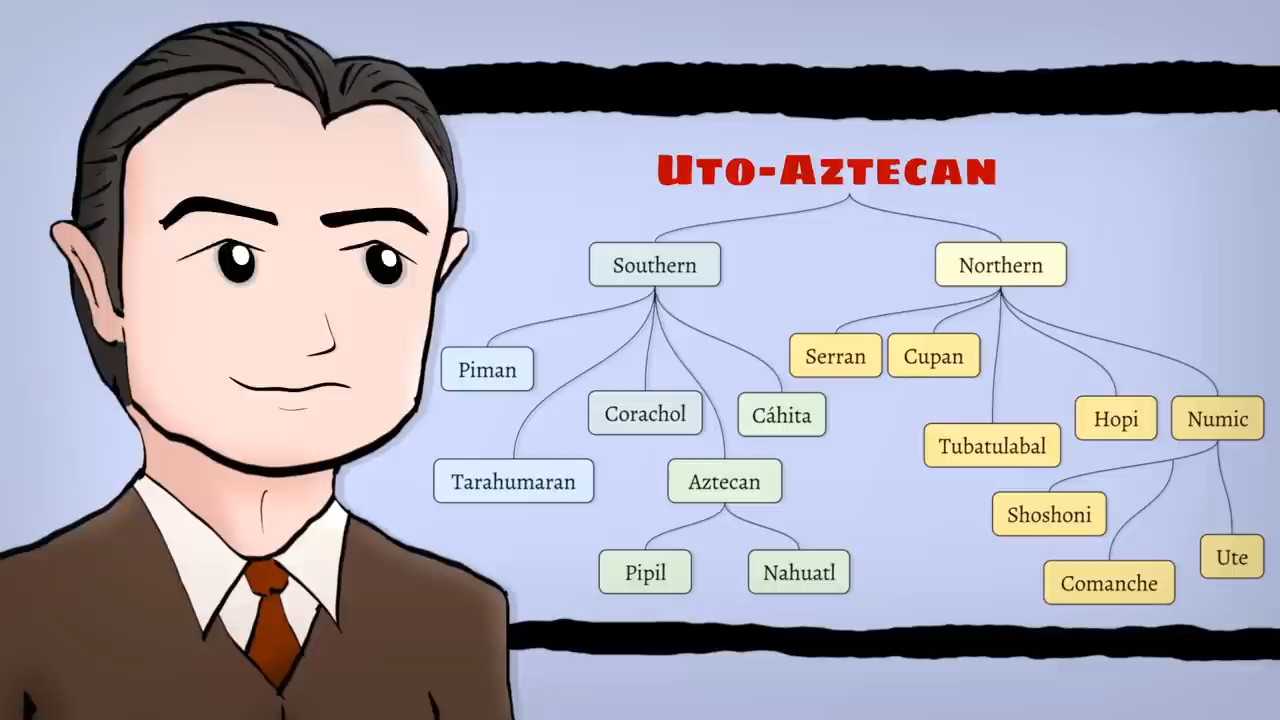 UTO-AZTECAN
Southern
Northern
Piman
Corachol
Cáhita
Serran
Cupan
Tubatulabal
Hopi
Numic
Tarahumaran
Aztecan
Shoshoni
Pipil
Nahuatl
Comanche
Ute